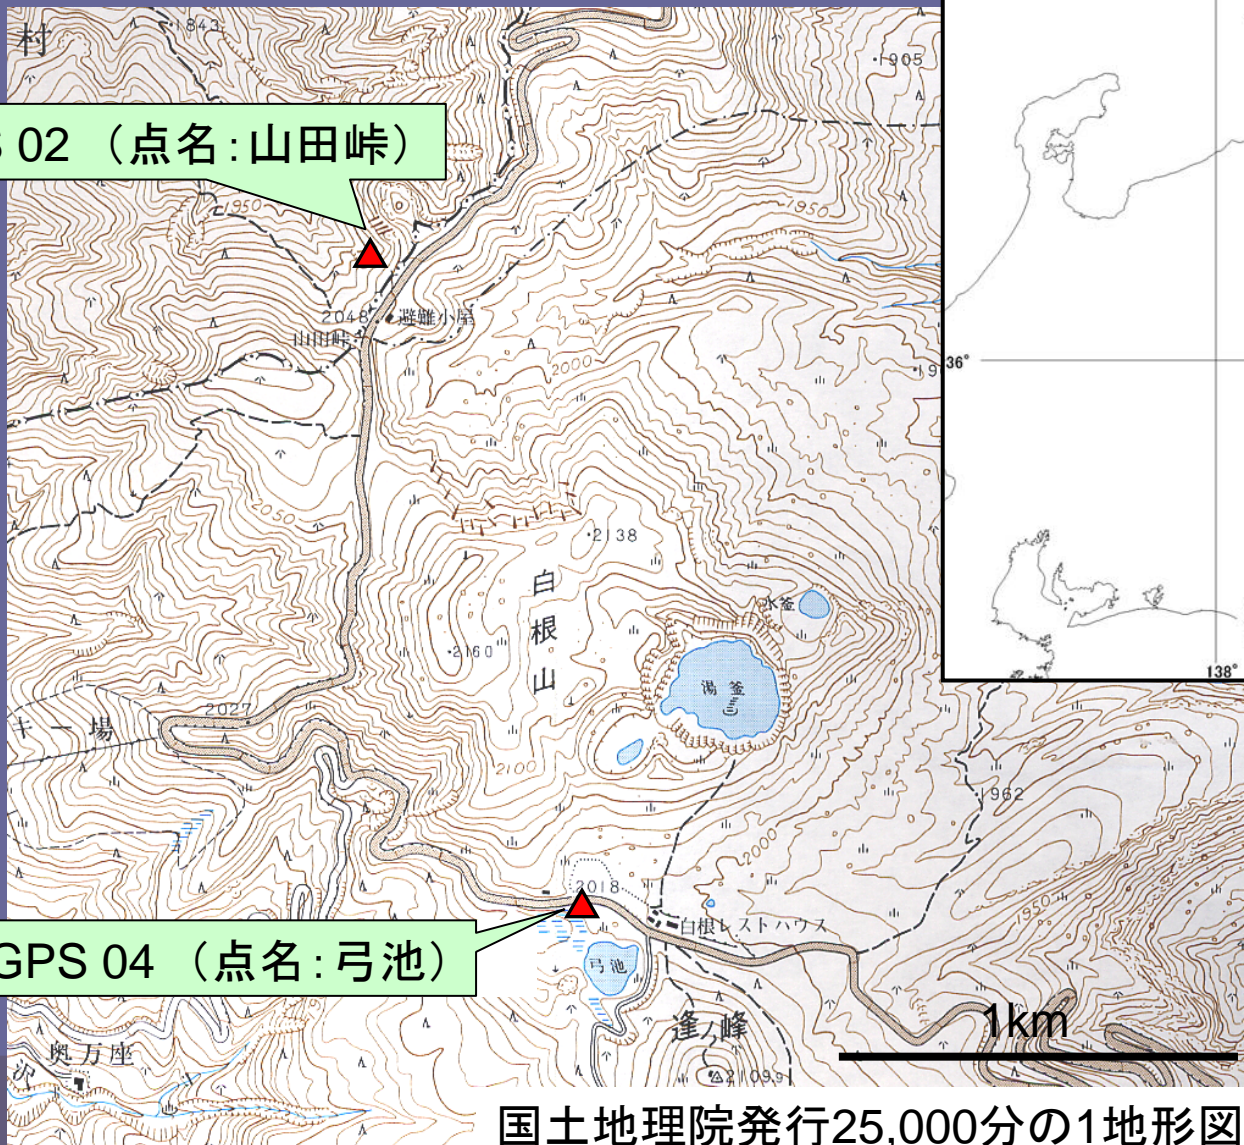 村
1843
1905
S 02 （点名：山田峠）
1950
1950
2048
避難小屋
山田峠
2000
36°
2050
2138
白根山
水釜
2160
湯釜
138°
2027
キー場
2100
1962
2000
2018
1950
白根レストハウス
GPS 04 （点名：弓池）
弓池
1km
逢ノ峰
奥万座
沢
2109.9
国土地理院発行25,000分の1地形図